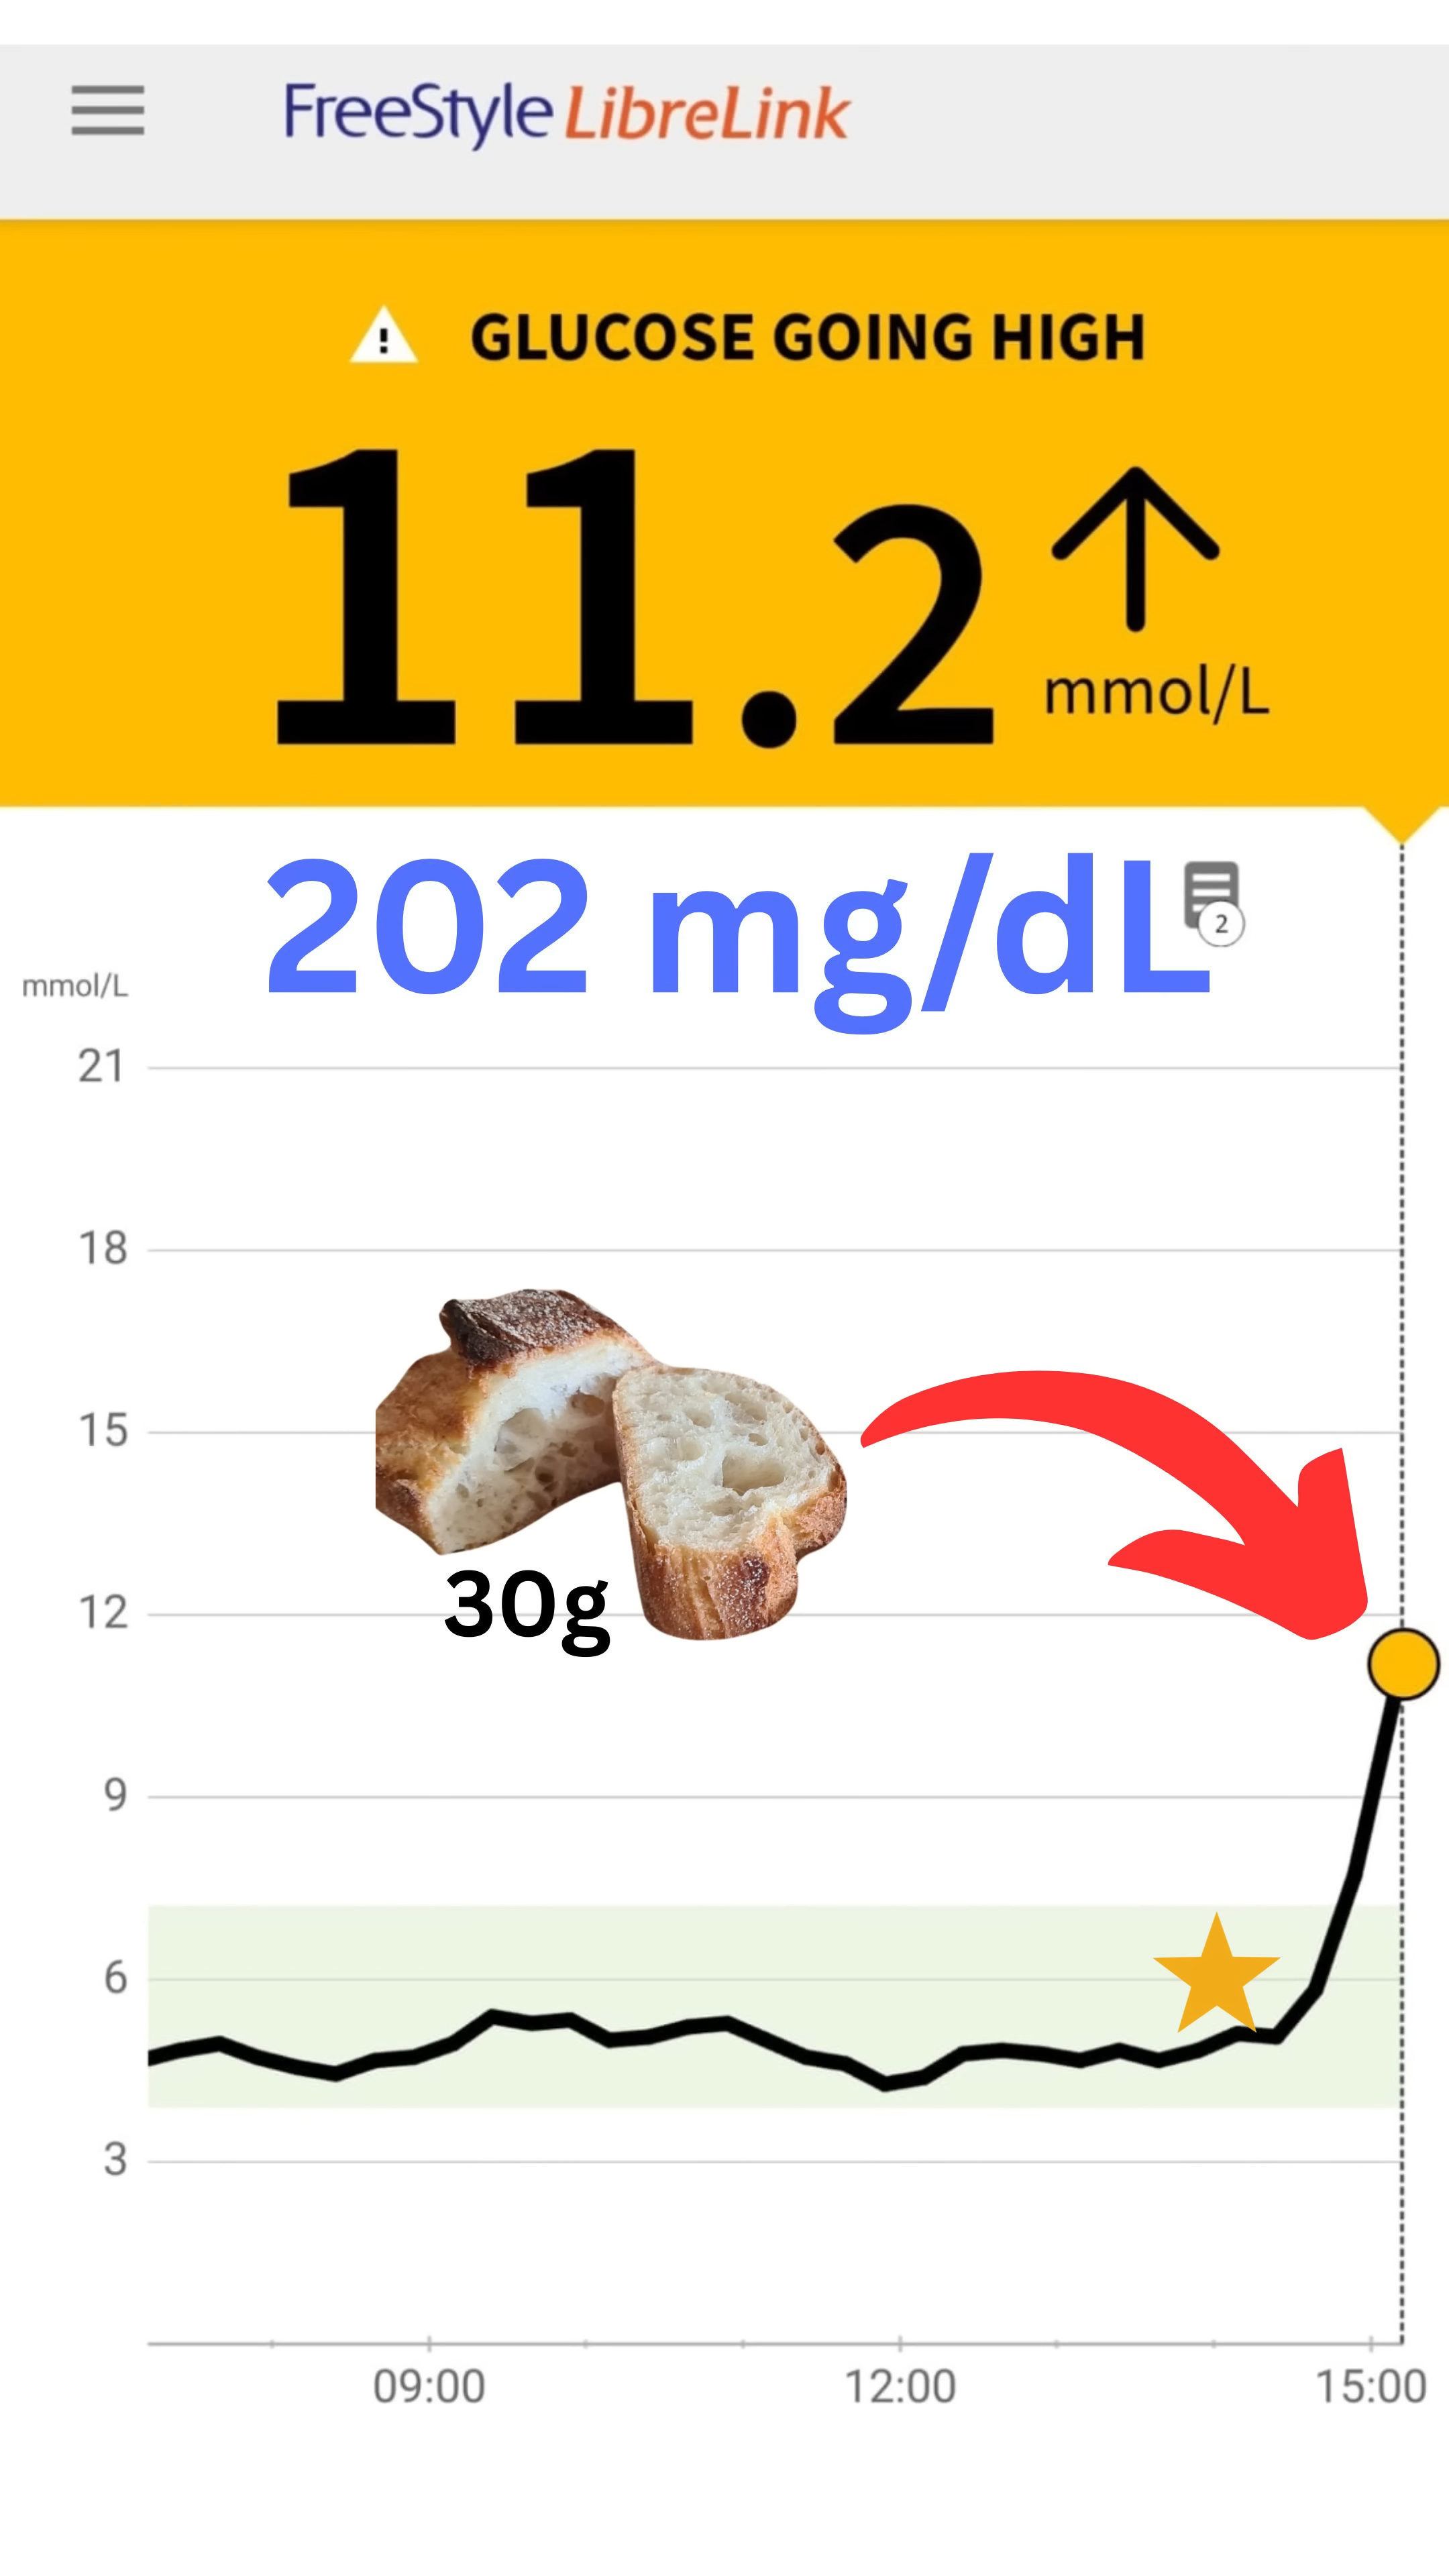 FreeStyle LibreLink
! GLUCOSE GOING HIGH
11.2
mmol/L
202 mg/dL
2
mmol/L
21
18
15
30g
12
9
6
3
09:00 12:00 15:00